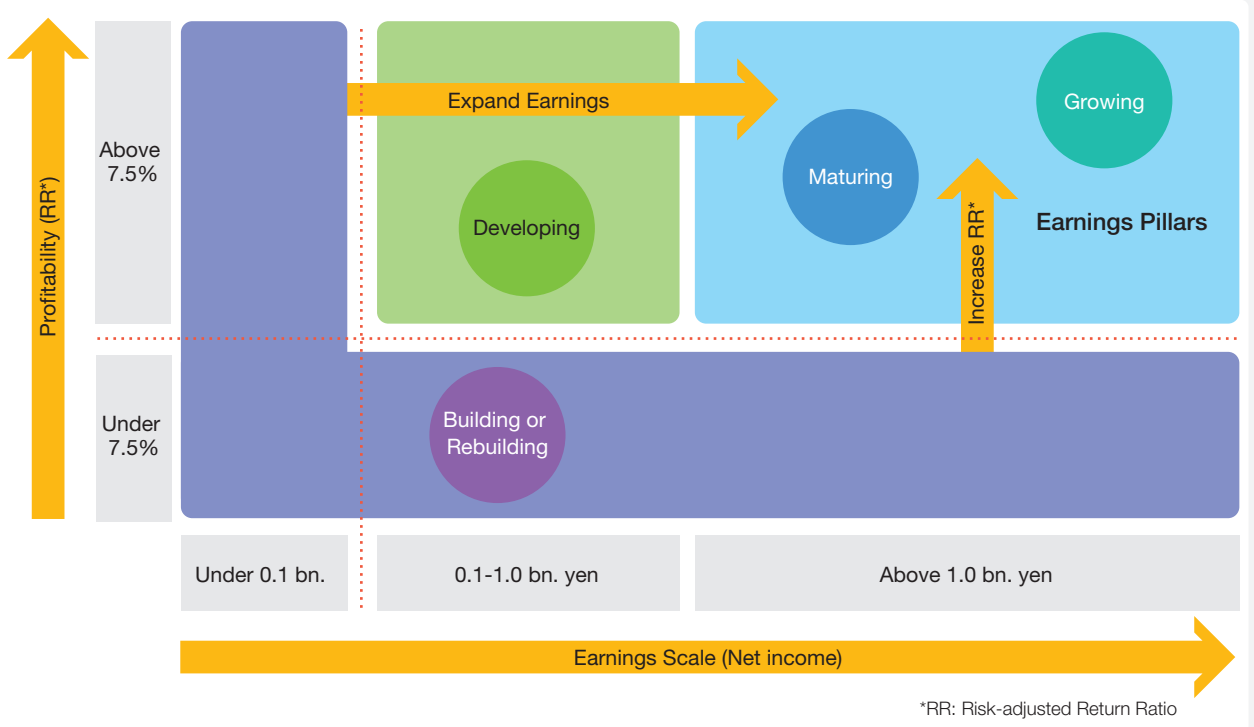 Profitability (RR*)
Above
7.5%
Under
7.5%
Expand Earnings
Growing
Maturing
Developing
Increase RR*
Earnings Pillars
Building or
Rebuilding
Under 0.1 bn.
0.1-1.0 bn. yen
Above 1.0 bn. yen
Earnings Scale (Net income)
*RR: Risk-adjusted Return Ratio